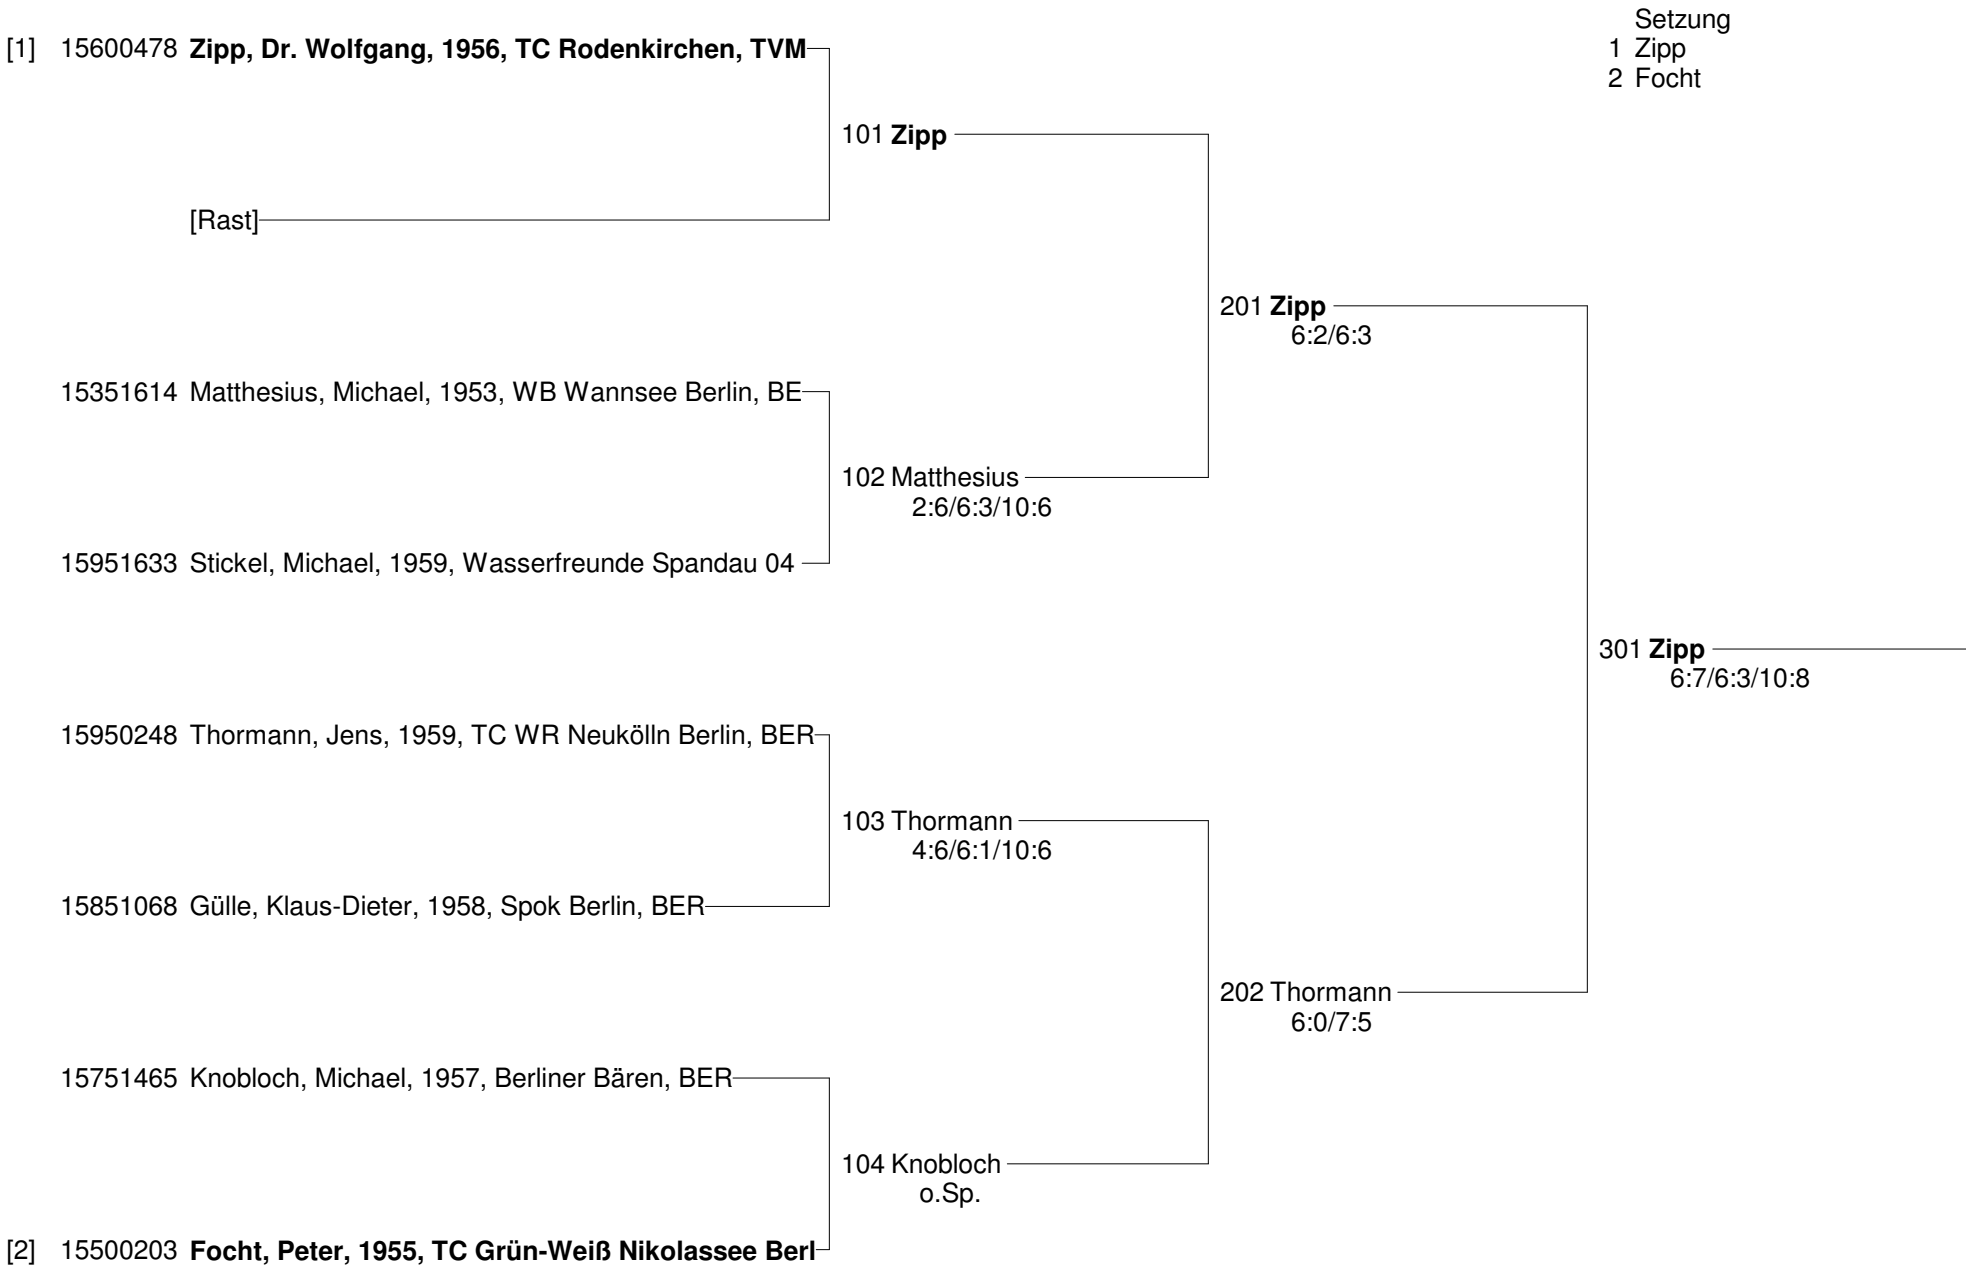 Setzung
1 Zipp
2 Focht
[1] 15600478 Zipp, Dr. Wolfgang, 1956, TC Rodenkirchen, TVM
101 Zipp
[Rast]
201 Zipp
6:2/6:3
15351614 Matthesius, Michael, 1953, WB Wannsee Berlin, BE
102 Matthesius
2:6/6:3/10:6
15951633 Stickel, Michael, 1959, Wasserfreunde Spandau 04
301 Zipp
6:7/6:3/10:8
15950248 Thormann, Jens, 1959, TC WR Neukölln Berlin, BER
103 Thormann
4:6/6:1/10:6
15851068 Gülle, Klaus-Dieter, 1958, Spok Berlin, BER
202 Thormann
6:0/7:5
15751465 Knobloch, Michael, 1957, Berliner Bären, BER
104 Knobloch
o.Sp.
[2] 15500203 Focht, Peter, 1955, TC Grün-Weiß Nikolassee Berl